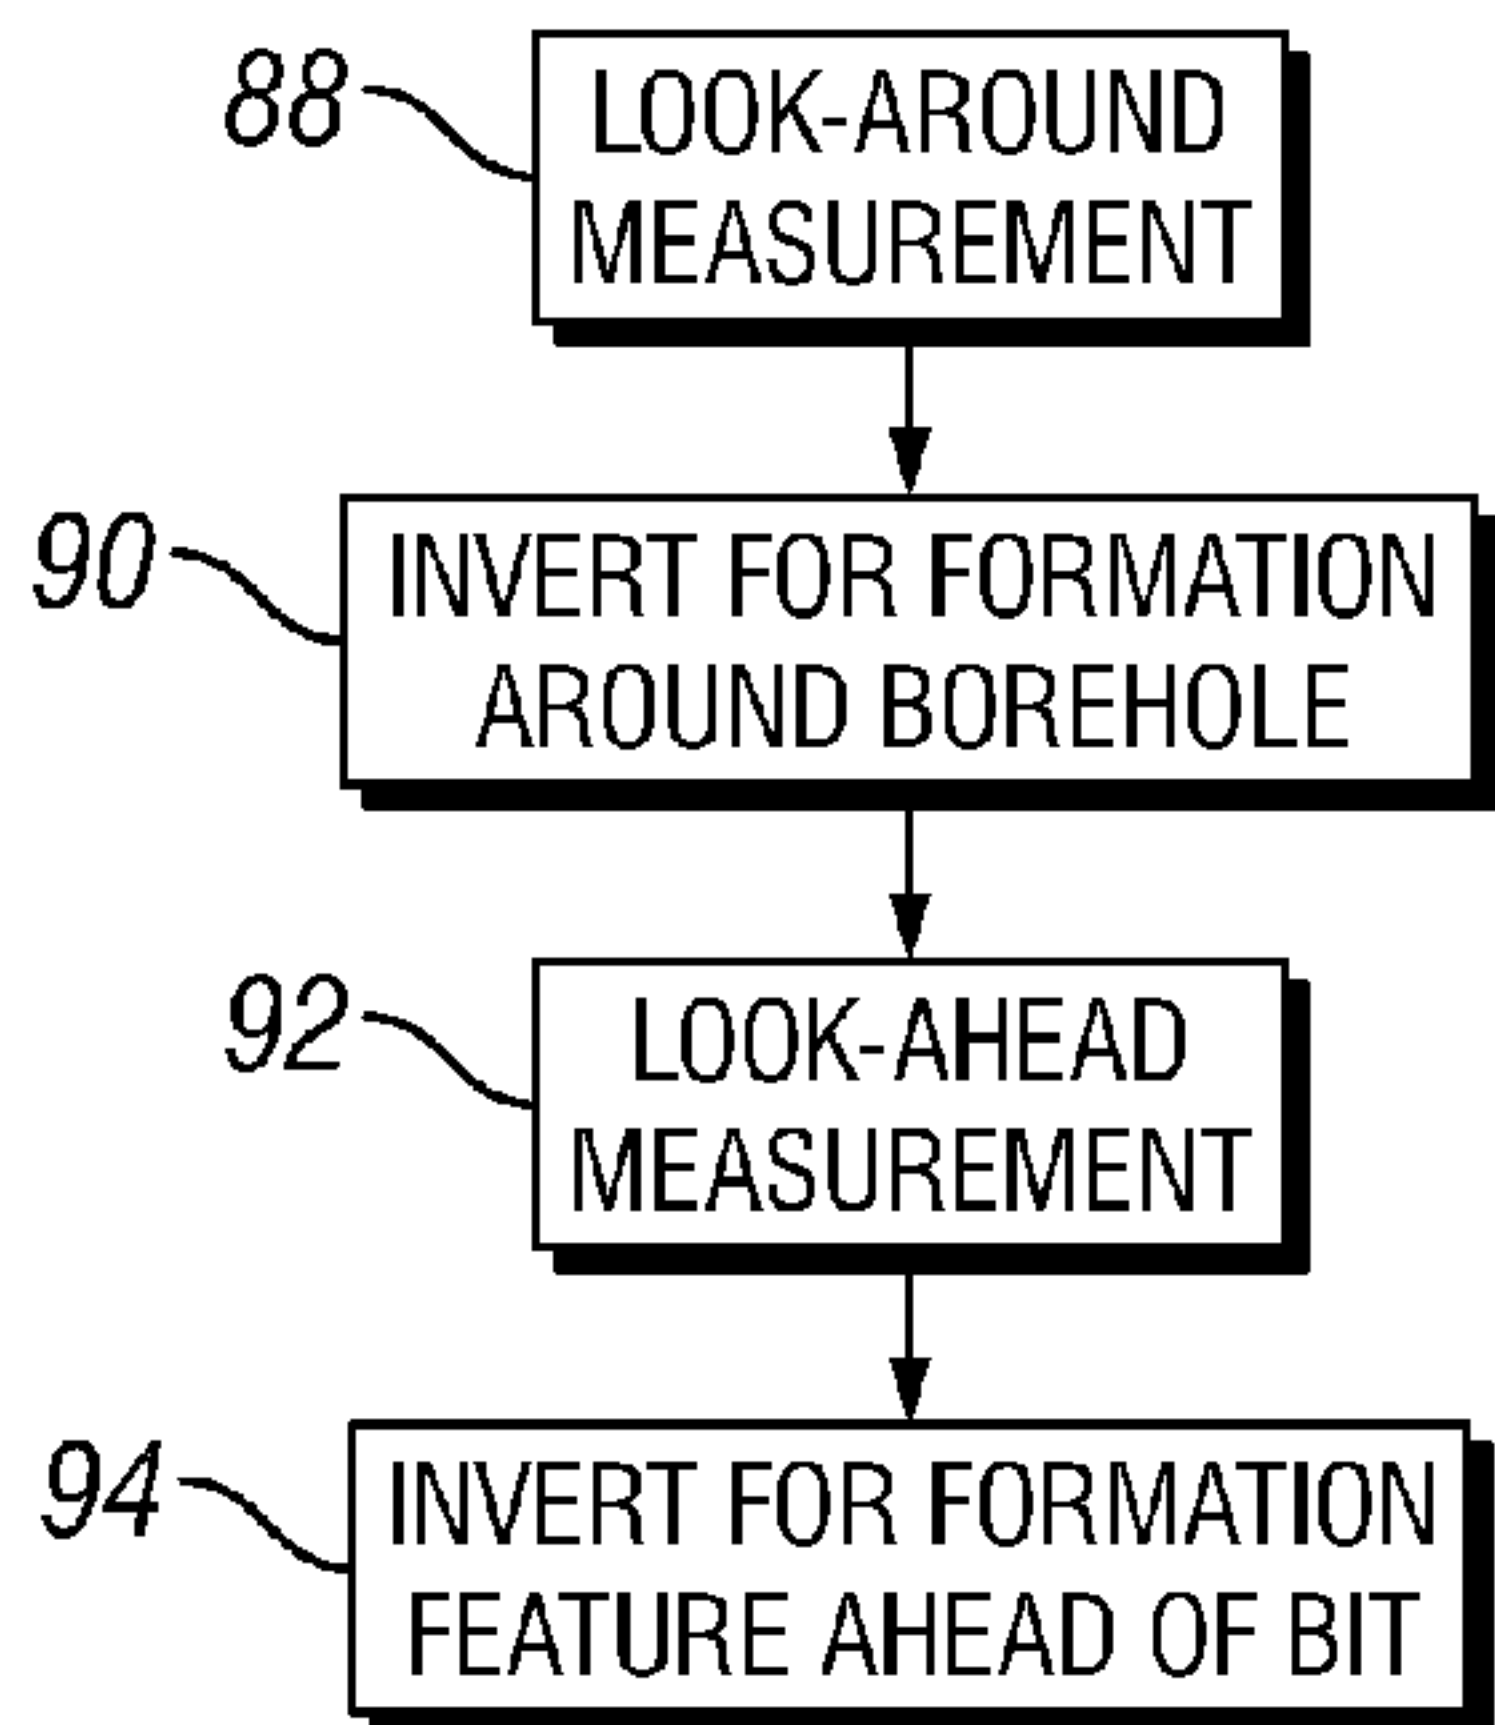 88
LOOK-AROUND
MEASUREMENT
90
INVERT FOR FORMATION
AROUND BOREHOLE
92
LOOK-AHEAD
MEASUREMENT
94
INVERT FOR FORMATION
FEATURE AHEAD OF BIT